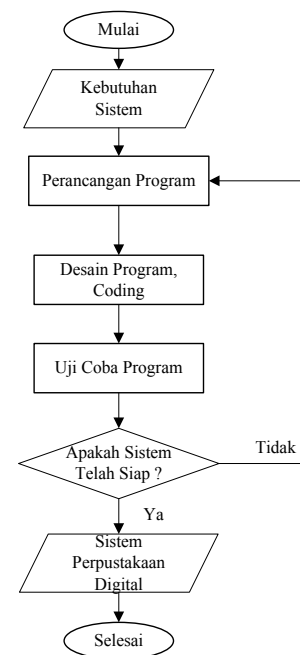 Mulai
Kebutuhan
Sistem
Perancangan Program
Desain Program,
Coding
Uji Coba Program
Apakah Sistem
Telah Siap ?
Tidak
Ya
Sistem
Perpustakaan
Digital
Selesai